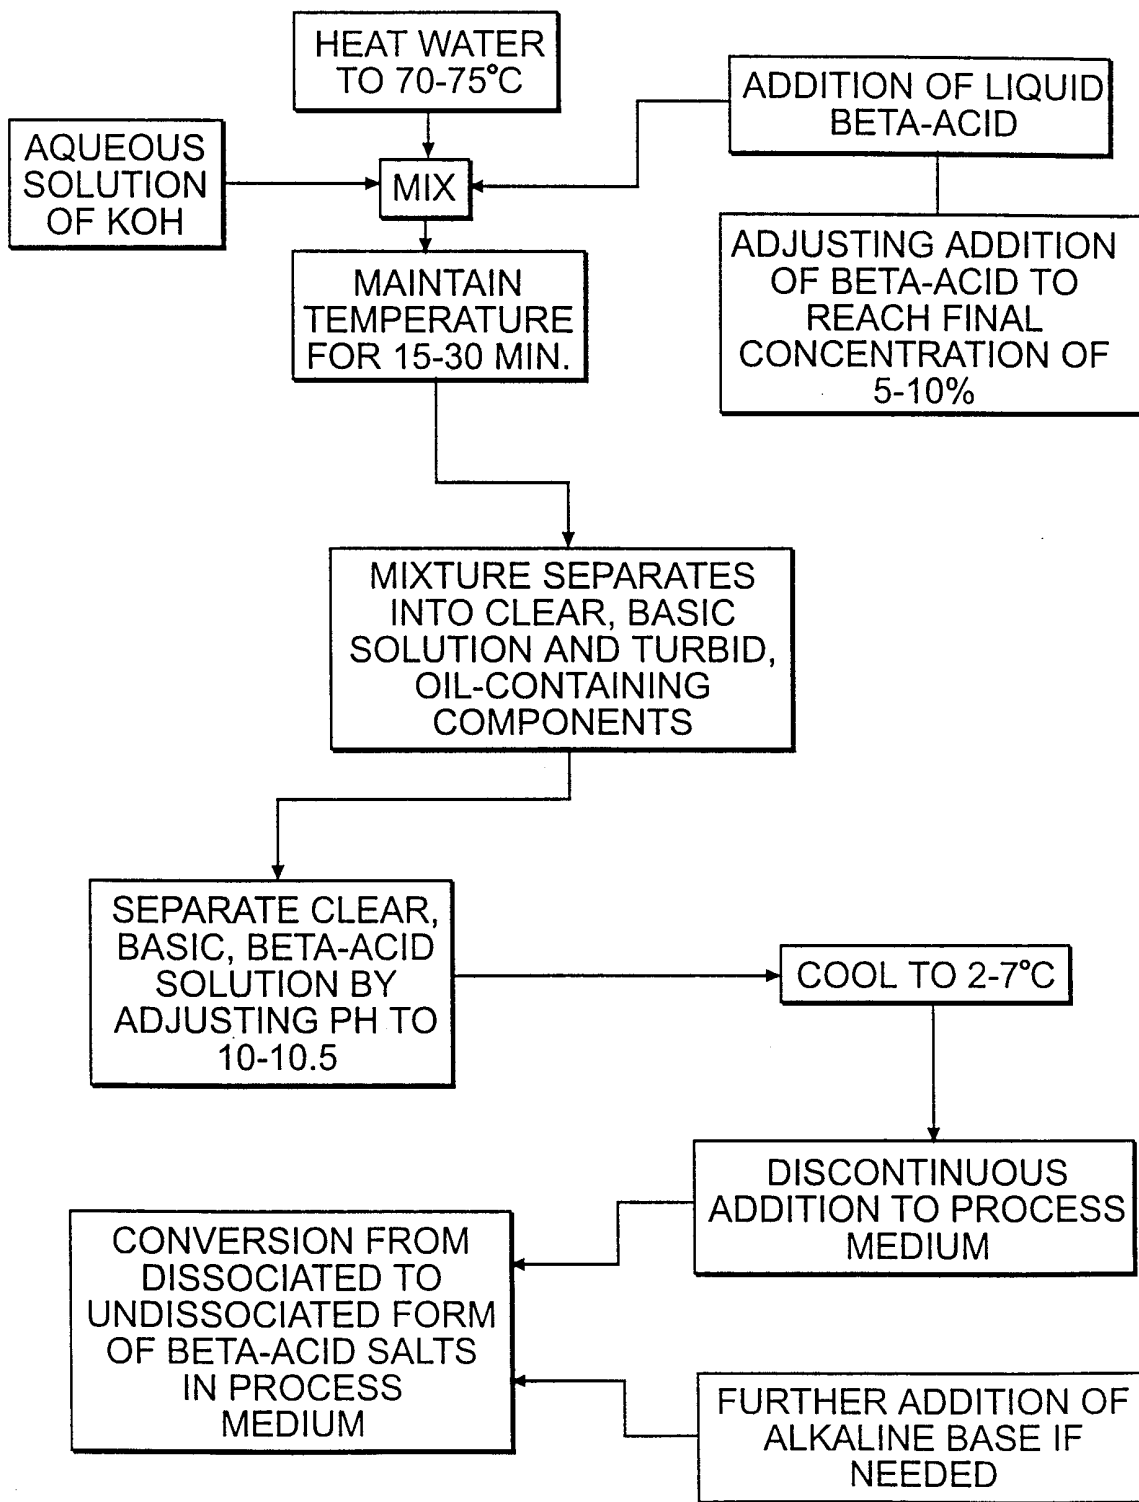 HEAT WATER
TO 70-75°C
ADDITION OF LIQUID
BETA-ACID
AQUEOUS
SOLUTION
OF KOH
MIX
ADJUSTING ADDITION
OF BETA-ACID TO
REACH FINAL
CONCENTRATION OF
5-10%
MAINTAIN
TEMPERATURE
FOR 15-30 MIN.
MIXTURE SEPARATES
INTO CLEAR, BASIC
SOLUTION AND TURBID,
OIL-CONTAINING
COMPONENTS
SEPARATE CLEAR,
BASIC, BETA-ACID
SOLUTION BY
ADJUSTING PH TO
10-10.5
COOL TO 2-7°C
DISCONTINUOUS
ADDITION TO PROCESS
MEDIUM
CONVERSION FROM
DISSOCIATED TO
UNDISSOCIATED FORM
OF BETA-ACID SALTS
IN PROCESS
MEDIUM
FURTHER ADDITION OF
ALKALINE BASE IF
NEEDED